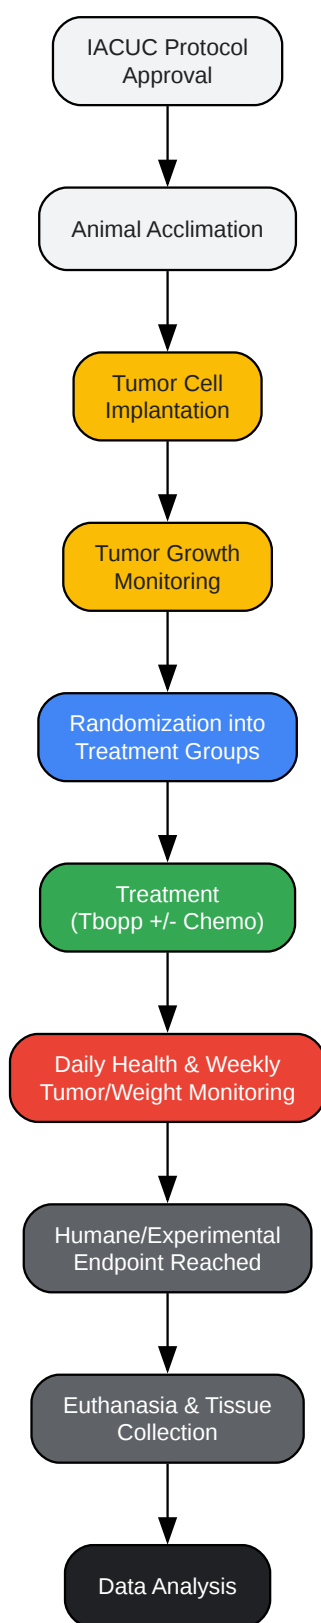 IACUC Protocol
Approval
Animal Acclimation
Tumor Cell
Implantation
Tumor Growth
Monitoring
Randomization into
Treatment Groups
Treatment
(Tbopp +/- Chemo)
Daily Health & Weekly
Tumor/Weight Monitoring
Humane/Experimental
Endpoint Reached
Euthanasia & Tissue
Collection
Data Analysis